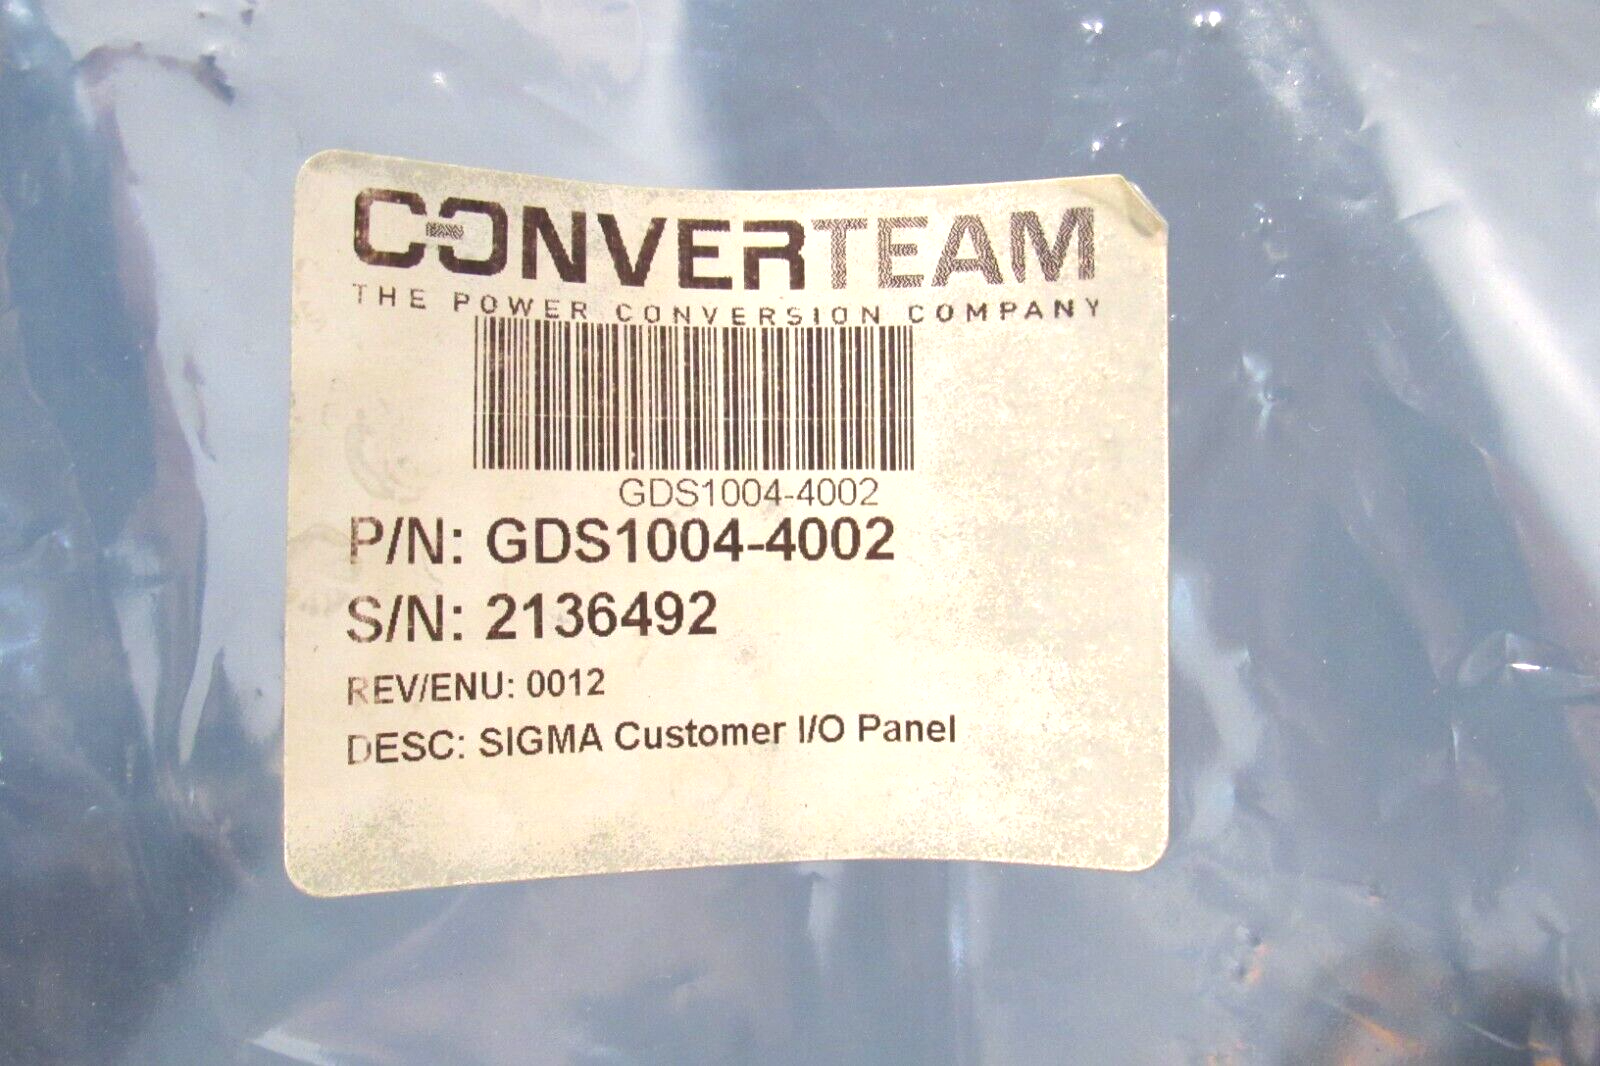 CONVERTEAM
THE POWER CONVERSION COMPANY
GDS1004-4002
P/N: GDS1004-4002
S/N: 2136492
REV/ENU: 0012
DESC: SIGMA Customer I/O Panel